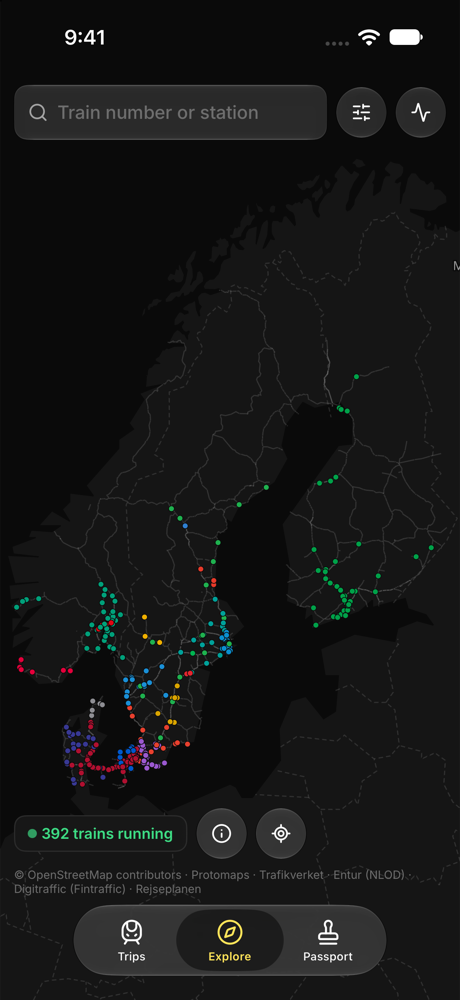 9:41
Train number or station
M
392 trains running
© OpenStreetMap contributors · Protomaps · Trafikverket · Entur (NLOD) ·
Digitraffic (Fintraffic) · Rejseplanen
Trips
Explore
Passport